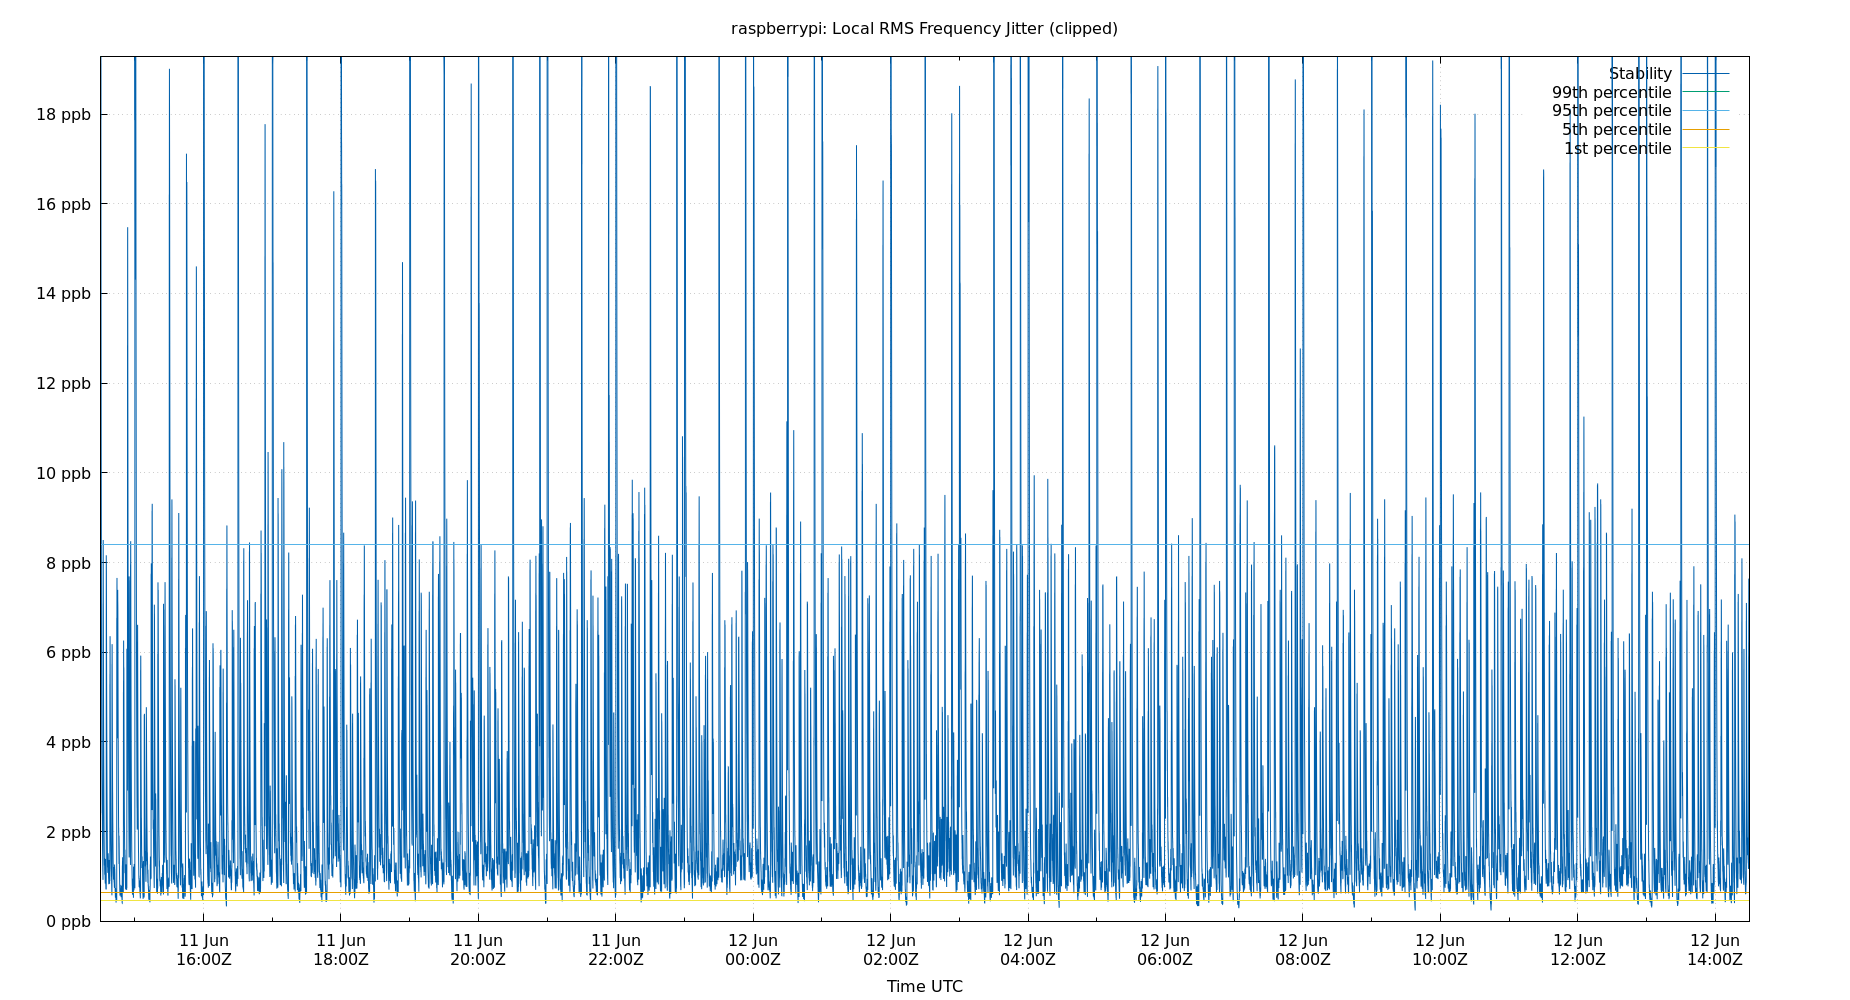 raspberrypi: Local RMS Frequency Jitter (clipped)
Stability
99th percentile
95th percentile
5th percentile
1st percentile
18 ppb
16 ppb
14 ppb
12 ppb
10 ppb
8 ppb
6 ppb
4 ppb
2 ppb
0 ppb
11 Jun 11 Jun 11 Jun 11 Jun 12 Jun 12 Jun 12 Jun 12 Jun 12 Jun 12 Jun 12 Jun 12 Jun
16:00Z 18:00Z 20:00Z 22:00Z 00:00Z 02:00Z 04:00Z 06:00Z 08:00Z 10:00Z 12:00Z 14:00Z
Time UTC